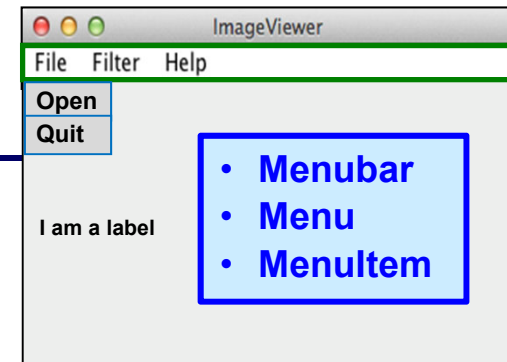 ImageViewer
File Filter Help
Open
Quit
• Menubar
• Menu
• MenuItem
I am a label